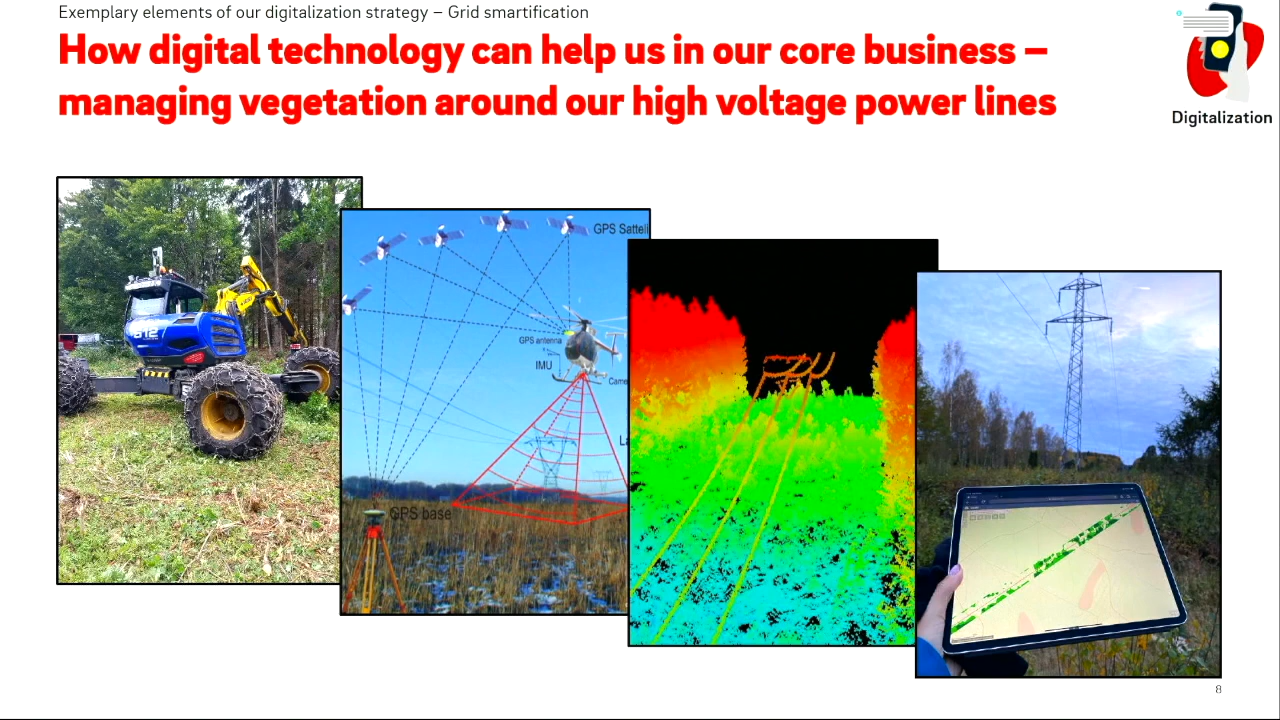 Exemplary elements of our digitalization strategy – Grid smartification
How digital technology can help us in our core business –
managing vegetation around our high voltage power lines
Digitalization
GPS Satteli
GPS antenna
IMU
Came
La
GPS base
8